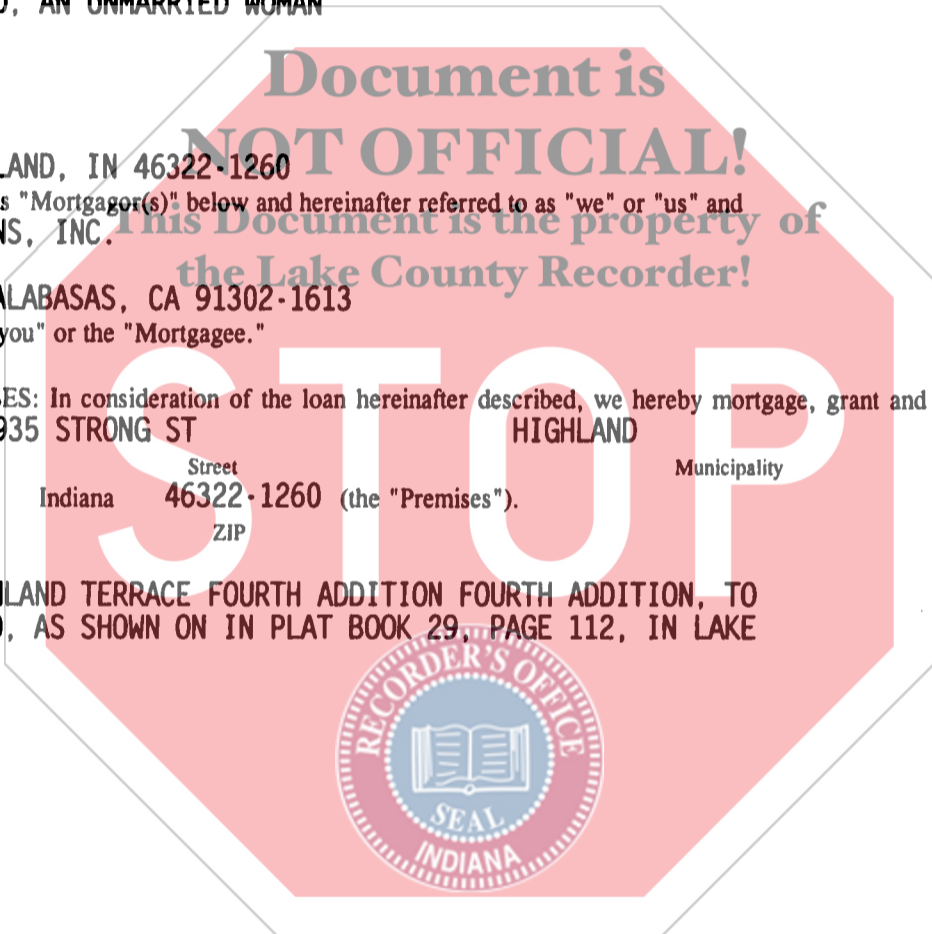 , AN UNMARRIED WOMAN
Document is
NOT OFFICIAL!
LAND, IN 46322-1260
s "Mortgagor(s)" below and hereinafter referred to as "we" or "us" and
This Document is the property of
NS, INC.
the Lake County Recorder!
ALABASAS, CA 91302-1613
you" or the "Mortgagee."
STOP
ES: In consideration of the loan hereinafter described, we hereby mortgage, grant and
935 STRONG ST HIGHLAND
Street Municipality
Indiana 46322-1260 (the "Premises").
ZIP
LAND TERRACE FOURTH ADDITION FOURTH ADDITION, TO
, AS SHOWN ON IN PLAT BOOK 29, PAGE 112, IN LAKE
RECORDER'S OFFICE
SEAL
INDIANA